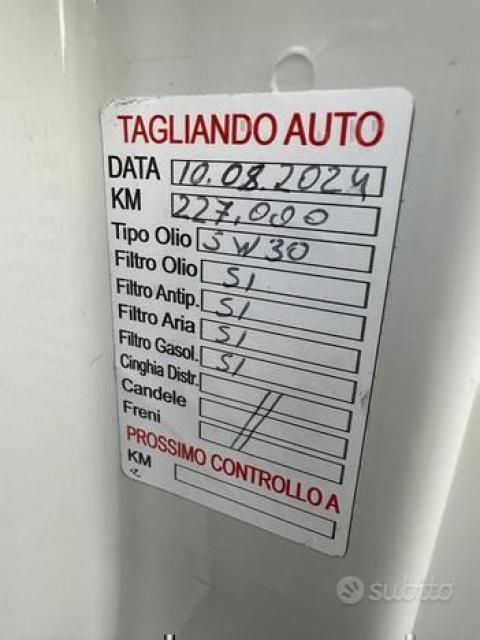 TAGLIANDO AUTO
DATA 10.08.2024
KM 227,000
Tipo Olio 5W30
Filtro Olio SI
Filtro Antip. SI
Filtro Aria SI
Filtro Gasol. SI
Cinghia Distr.
Candele //
Freni
PROSSIMO CONTROLLO A
KM
subito